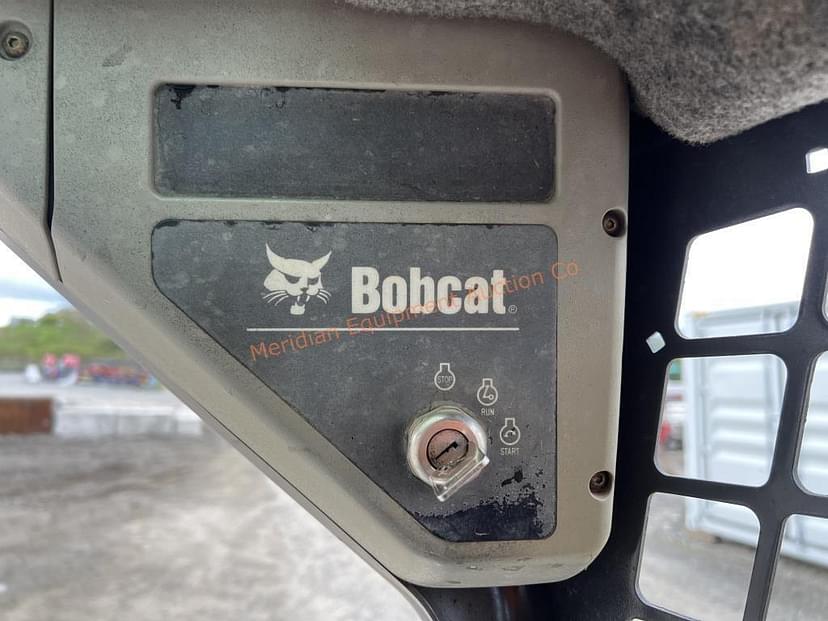 Bobcat®
Meridian Equipment Auction Co
STOP
RUN
START